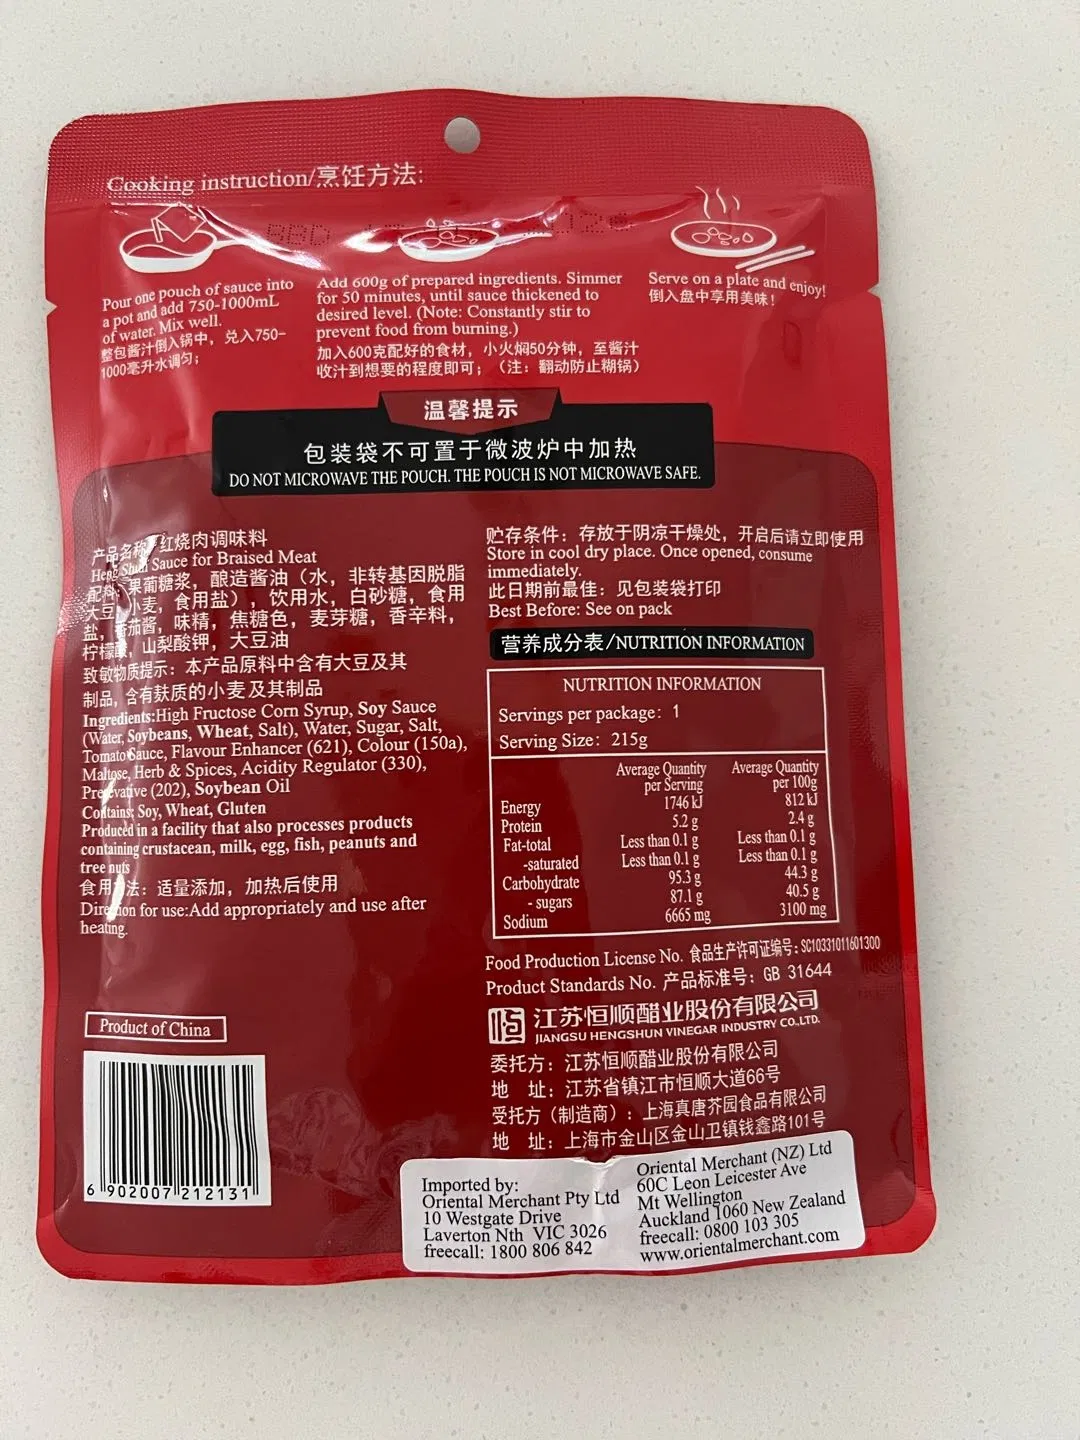 Cooking instruction/烹饪方法:
BBD
Pour one pouch of sauce into
a pot and add 750-1000mL
of water. Mix well.
整包酱汁倒入锅中，兑入750-
1000毫升水调匀；
Add 600g of prepared ingredients. Simmer
for 50 minutes, until sauce thickened to
desired level. (Note: Constantly stir to
prevent food from burning.)
加入600克配好的食材，小火焖50分钟，至酱汁
收汁到想要的程度即可；（注：翻动防止糊锅）
Serve on a plate and enjoy!
倒入盘中享用美味！
温馨提示
包装袋不可置于微波炉中加热
DO NOT MICROWAVE THE POUCH. THE POUCH IS NOT MICROWAVE SAFE.
产品名称：红烧肉调味料
Heng Shun Sauce for Braised Meat
配料：果葡糖浆，酿造酱油（水，非转基因脱脂
大豆，小麦，食用盐），饮用水，白砂糖，食用
盐，番茄酱，味精，焦糖色，麦芽糖，香辛料，
柠檬酸，山梨酸钾，大豆油
致敏物质提示：本产品原料中含有大豆及其
制品，含有麸质的小麦及其制品
Ingredients:High Fructose Corn Syrup, Soy Sauce
(Water, Soybeans, Wheat, Salt), Water, Sugar, Salt,
Tomato Sauce, Flavour Enhancer (621), Colour (150a),
Maltose, Herb & Spices, Acidity Regulator (330),
Preservative (202), Soybean Oil
Contains: Soy, Wheat, Gluten
Produced in a facility that also processes products
containing crustacean, milk, egg, fish, peanuts and
tree nuts
食用方法：适量添加，加热后使用
Direction for use:Add appropriately and use after
heating.
Product of China
6 902007 212131
贮存条件：存放于阴凉干燥处，开启后请立即使用
Store in cool dry place. Once opened, consume
immediately.
此日期前最佳：见包装袋打印
Best Before: See on pack
营养成分表/NUTRITION INFORMATION
NUTRITION INFORMATION
Servings per package: 1
Serving Size: 215g
Average Quantity per Serving Average Quantity per 100g
Energy 1746 kJ 812 kJ
Protein 5.2 g 2.4 g
Fat-total Less than 0.1 g Less than 0.1 g
-saturated Less than 0.1 g Less than 0.1 g
Carbohydrate 95.3 g 44.3 g
- sugars 87.1 g 40.5 g
Sodium 6665 mg 3100 mg
Food Production License No. 食品生产许可证编号: SC10331011601300
Product Standards No. 产品标准号: GB 31644
江苏恒顺醋业股份有限公司
JIANGSU HENGSHUN VINEGAR INDUSTRY CO.,LTD.
委托方：江苏恒顺醋业股份有限公司
地 址：江苏省镇江市恒顺大道66号
受托方（制造商）：上海真唐芥园食品有限公司
地 址：上海市金山区金山卫镇钱鑫路101号
Imported by:
Oriental Merchant Pty Ltd
10 Westgate Drive
Laverton Nth VIC 3026
freecall: 1800 806 842
Oriental Merchant (NZ) Ltd
60C Leon Leicester Ave
Mt Wellington
Auckland 1060 New Zealand
freecall: 0800 103 305
www.orientalmerchant.com